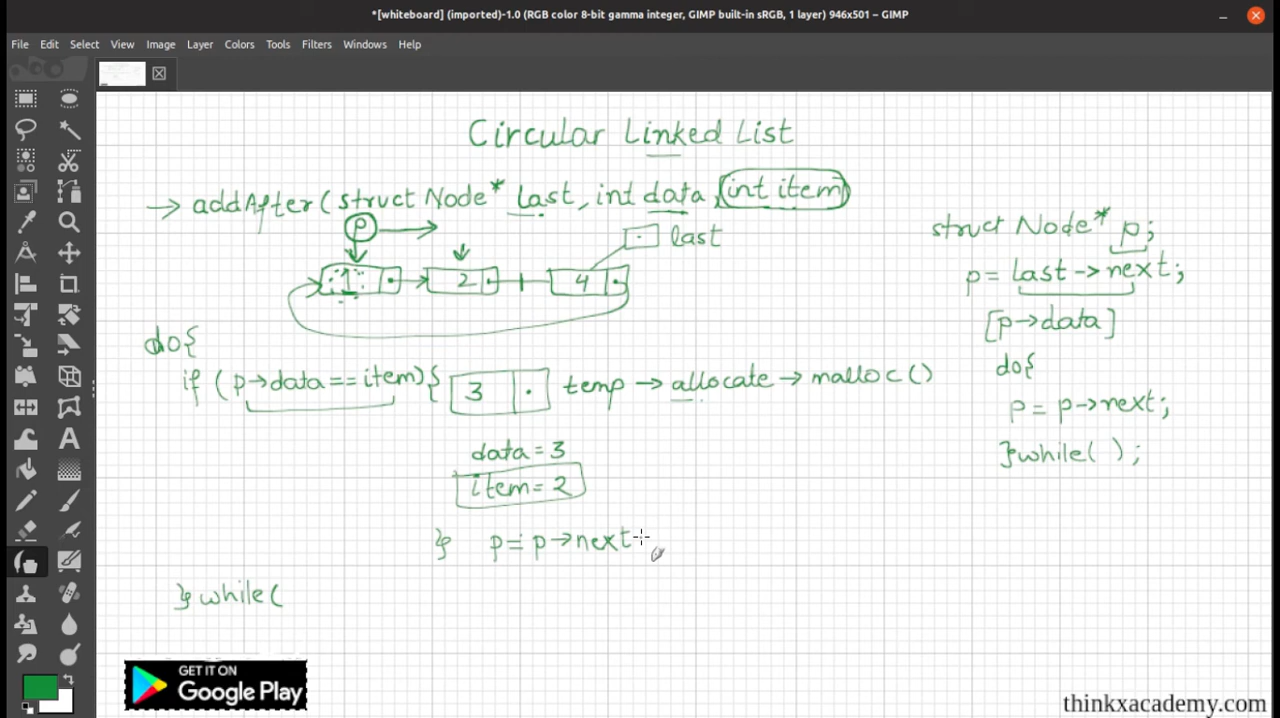 *[whiteboard] (imported)-1.0 (RGB color 8-bit gamma integer, GIMP built-in sRGB, 1 layer) 946x501 – GIMP
File Edit Select View Image Layer Colors Tools Filters Windows Help
Circular Linked List
→ addAfter(struct Node* last, int data, int item)
p →
last
1 2 4
struct Node* p;
p = last->next;
[p->data]
do{
p = p->next;
}while( );
do{
if (p->data == item){
3 temp → allocate → malloc()
data = 3
item = 2
} p = p->next
}while(
GET IT ON
Google Play
thinkxacademy.com